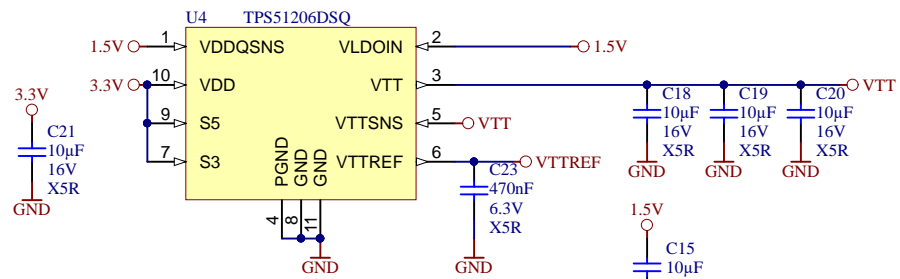 U4 TPS51206DSQ
1.5V 1 VDDQSNS VLDOIN 2 1.5V
3.3V 10 VDD VTT 3 VTT
9 S5 VTTSNS 5 VTT
7 S3 VTTREF 6 VTTREF
PGND GND GND
4 8 11
GND
3.3V
C21
10µF
16V
X5R
GND
C23
470nF
6.3V
X5R
GND
C18
10µF
16V
X5R
GND
C19
10µF
16V
X5R
GND
C20
10µF
16V
X5R
GND
1.5V
C15
10µF